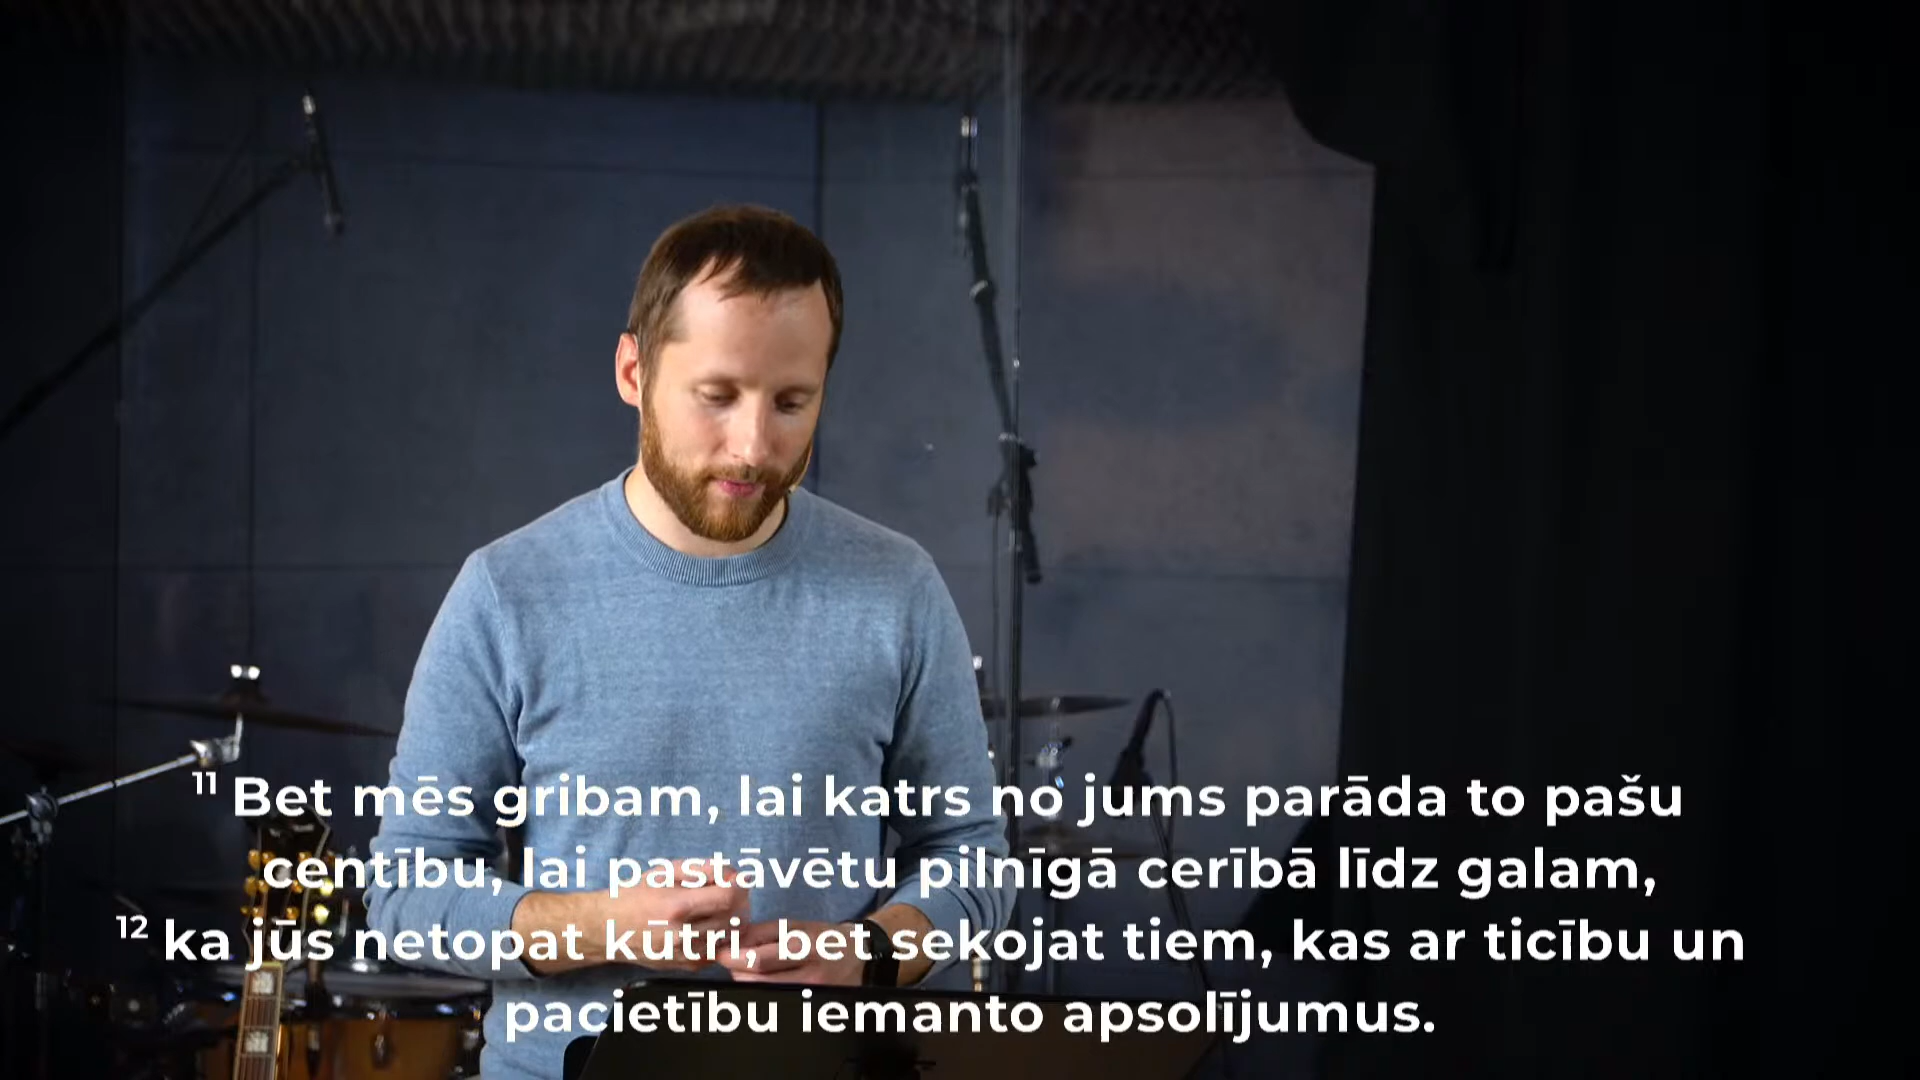 ¹¹ Bet mēs gribam, lai katrs no jums parāda to pašu
centību, lai pastāvētu pilnīgā cerībā līdz galam,
¹² ka jūs netopat kūtri, bet sekojat tiem, kas ar ticību un
pacietību iemanto apsolījumus.